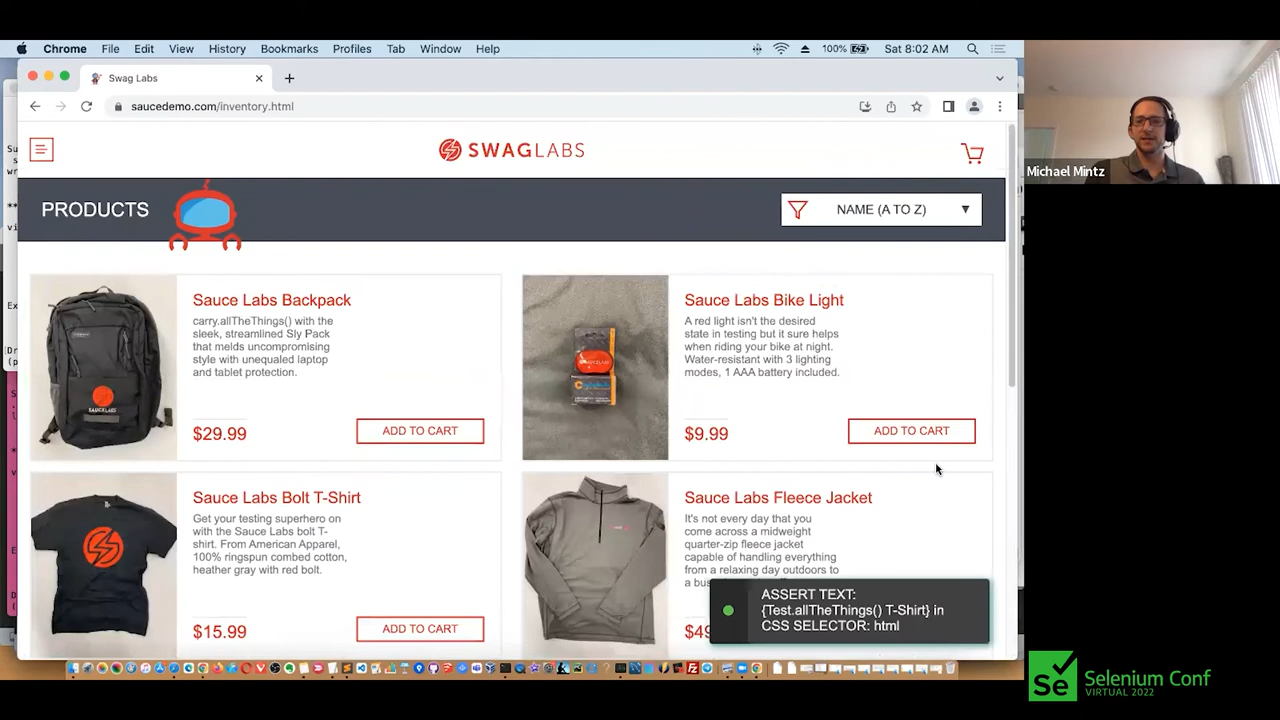 Chrome File Edit View History Bookmarks Profiles Tab Window Help
100% Sat 8:02 AM
Swag Labs
saucedemo.com/inventory.html
SWAGLABS
PRODUCTS
NAME (A TO Z)
Sauce Labs Backpack
carry.allTheThings() with the
sleek, streamlined Sly Pack
that melds uncompromising
style with unequaled laptop
and tablet protection.
$29.99
ADD TO CART
SAUCELABS
Sauce Labs Bike Light
A red light isn't the desired
state in testing but it sure helps
when riding your bike at night.
Water-resistant with 3 lighting
modes, 1 AAA battery included.
$9.99
ADD TO CART
Sauce Labs Bolt T-Shirt
Get your testing superhero on
with the Sauce Labs bolt T-
shirt. From American Apparel,
100% ringspun combed cotton,
heather gray with red bolt.
$15.99
ADD TO CART
Sauce Labs Fleece Jacket
It's not every day that you
come across a midweight
quarter-zip fleece jacket
capable of handling everything
from a relaxing day outdoors to
ASSERT TEXT:
{Test.allTheThings() T-Shirt} in
CSS SELECTOR: html
Michael Mintz
Se
Selenium Conf
VIRTUAL 2022